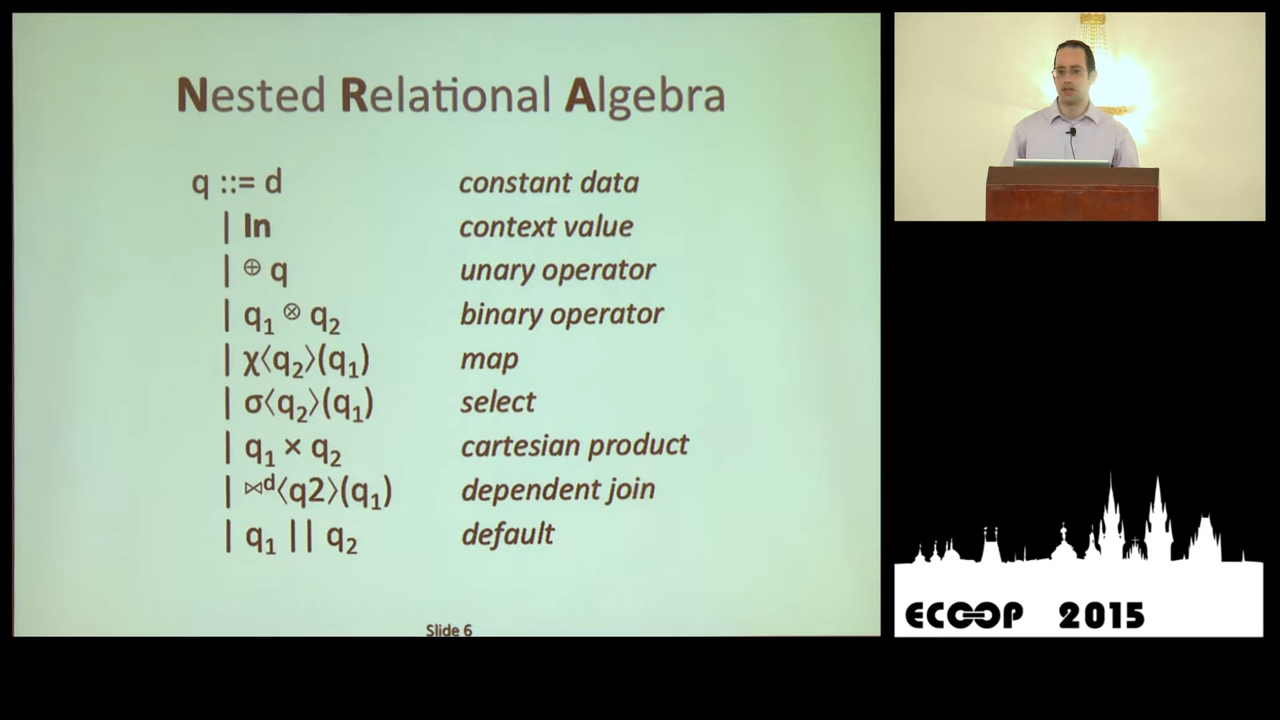 Nested Relational Algebra
q ::= d constant data
| In context value
| ⊕ q unary operator
| q₁ ⊗ q₂ binary operator
| χ⟨q₂⟩(q₁) map
| σ⟨q₂⟩(q₁) select
| q₁ × q₂ cartesian product
| ⋈ᵈ⟨q2⟩(q₁) dependent join
| q₁ || q₂ default
Slide 6
ECOOP 2015